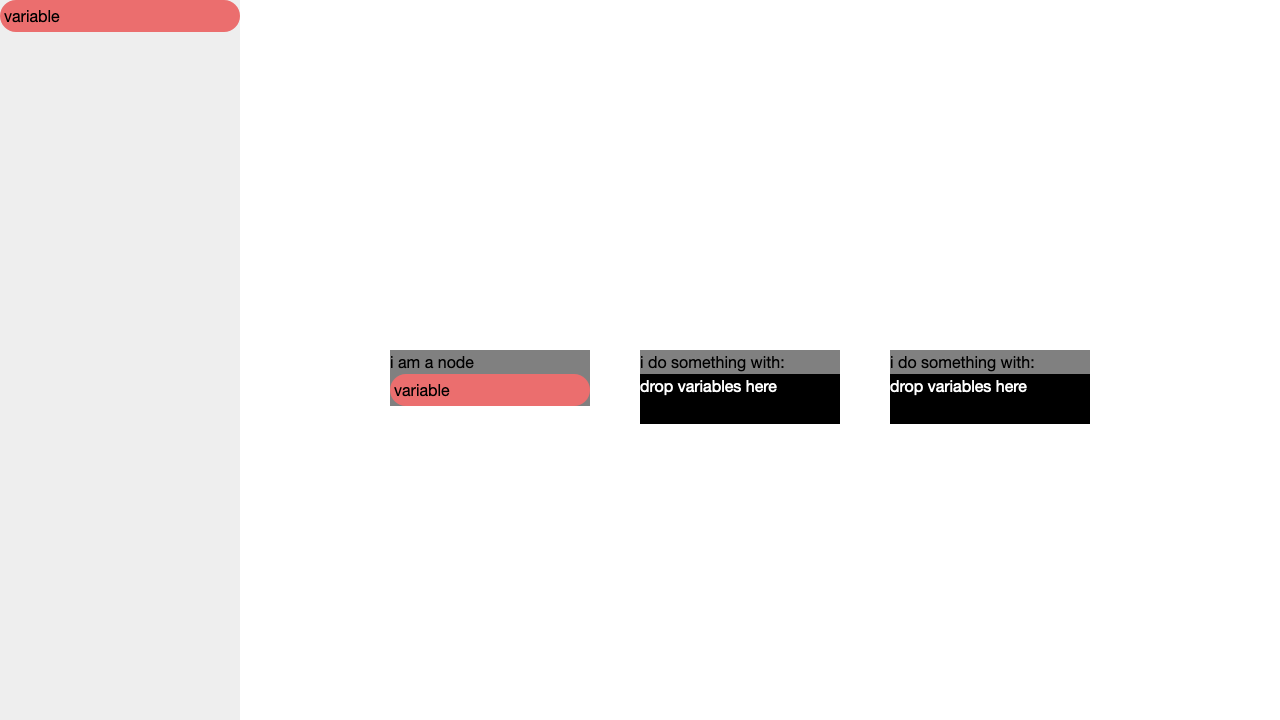 variable
i am a node
variable
i do something with:
drop variables here
i do something with:
drop variables here